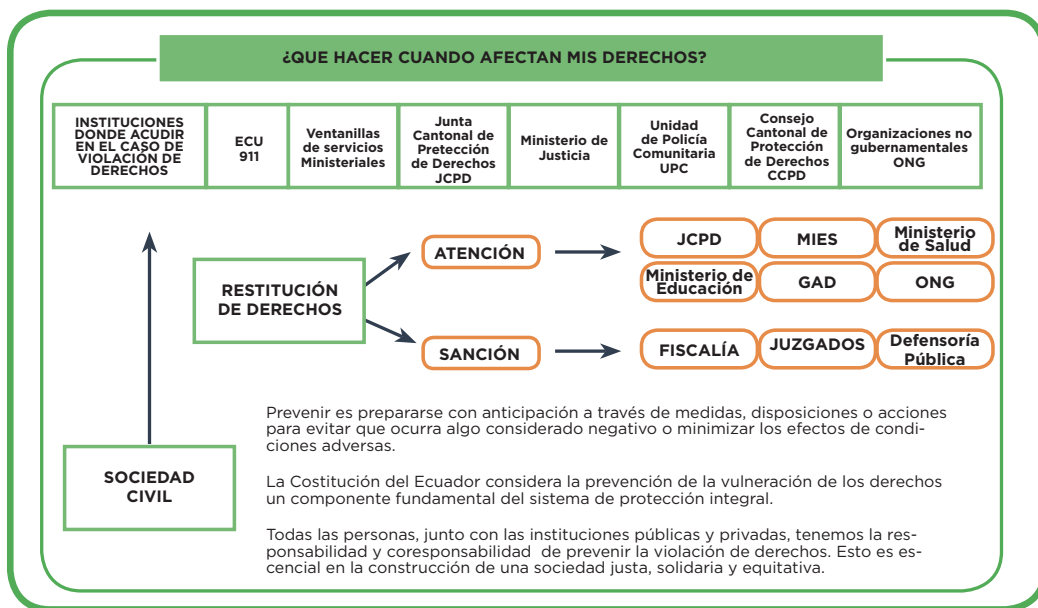 ¿QUE HACER CUANDO AFECTAN MIS DERECHOS?
INSTITUCIONES
DONDE ACUDIR
EN EL CASO DE
VIOLACIÓN DE
DERECHOS
ECU
911
Ventanillas
de servicios
Ministeriales
Junta
Cantonal de
Pretección
de Derechos
JCPD
Ministerio de
Justicia
Unidad
de Policía
Comunitaria
UPC
Consejo
Cantonal de
Protección
de Derechos
CCPD
Organizaciones no
gubernamentales
ONG
RESTITUCIÓN
DE DERECHOS
ATENCIÓN
JCPD
MIES
Ministerio
de Salud
Ministerio de
Educación
GAD
ONG
SANCIÓN
FISCALÍA
JUZGADOS
Defensoría
Pública
SOCIEDAD
CIVIL
Prevenir es prepararse con anticipación a través de medidas, disposiciones o acciones
para evitar que ocurra algo considerado negativo o minimizar los efectos de condi-
ciones adversas.
La Costitución del Ecuador considera la prevención de la vulneración de los derechos
un componente fundamental del sistema de protección integral.
Todas las personas, junto con las instituciones públicas y privadas, tenemos la res-
ponsabilidad y coresponsabilidad de prevenir la violación de derechos. Esto es es-
cencial en la construcción de una sociedad justa, solidaria y equitativa.